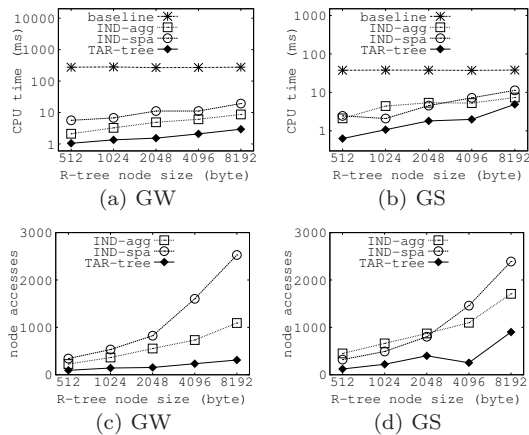 baseline
IND-agg
IND-spa
TAR-tree
CPU time (ms)
10000
1000
100
10
1
512 1024 2048 4096 8192
R-tree node size (byte)
(a) GW
baseline
IND-agg
IND-spa
TAR-tree
CPU time (ms)
1000
100
10
1
512 1024 2048 4096 8192
R-tree node size (byte)
(b) GS
IND-agg
IND-spa
TAR-tree
node accesses
3000
2000
1000
0
512 1024 2048 4096 8192
R-tree node size (byte)
(c) GW
IND-agg
IND-spa
TAR-tree
node accesses
3000
2000
1000
0
512 1024 2048 4096 8192
R-tree node size (byte)
(d) GS